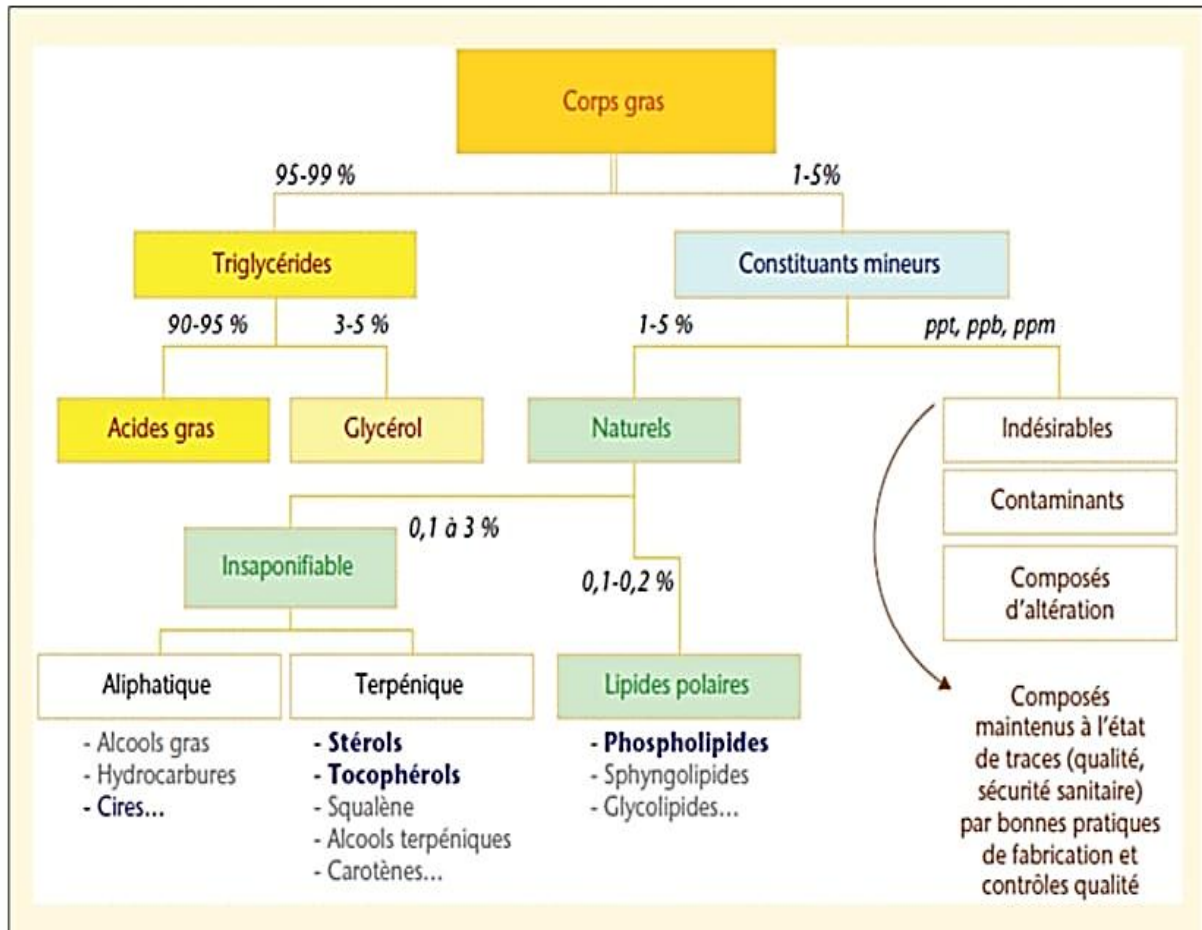 Corps gras
95-99 %
1-5%
Triglycérides
Constituants mineurs
90-95 %
3-5 %
1-5 %
ppt, ppb, ppm
Acides gras
Glycérol
Naturels
Indésirables
Contaminants
Composés
d'altération
0,1 à 3 %
Insaponifiable
0,1-0,2 %
Aliphatique
- Alcools gras
- Hydrocarbures
- Cires...
Terpénique
- Stérols
- Tocophérols
- Squalène
- Alcools terpéniques
- Carotènes...
Lipides polaires
- Phospholipides
- Sphyngolipides
- Glycolipides...
Composés
maintenus à l'état
de traces (qualité,
sécurité sanitaire)
par bonnes pratiques
de fabrication et
contrôles qualité